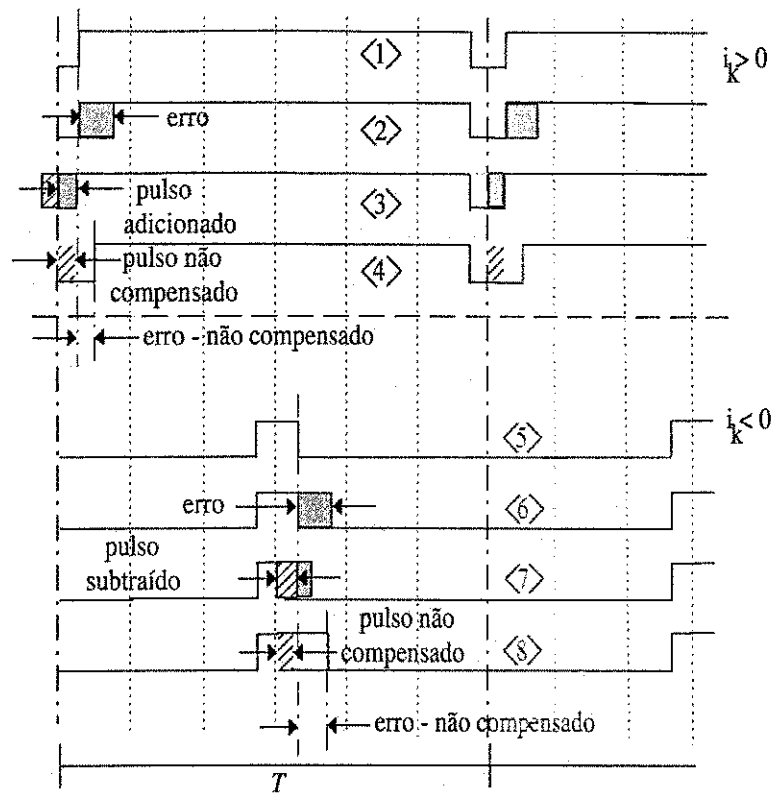 <1>
i_k > 0
erro
<2>
pulso
adicionado
<3>
pulso não
compensado
<4>
erro - não compensado
i_k < 0
<5>
erro
<6>
pulso
subtraído
<7>
pulso não
compensado
<8>
erro - não compensado
T